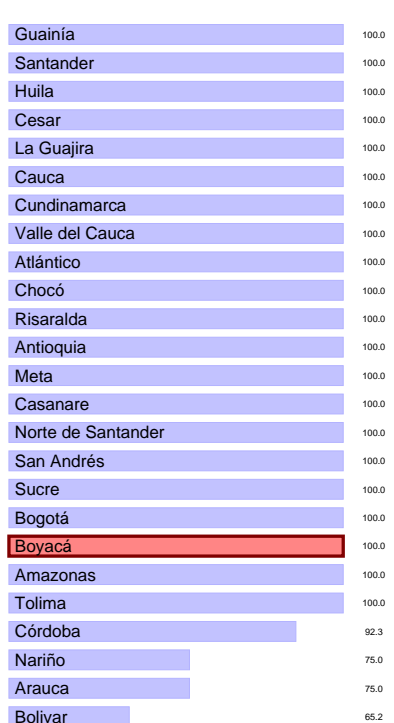 Guainía 100.0
Santander 100.0
Huila 100.0
Cesar 100.0
La Guajira 100.0
Cauca 100.0
Cundinamarca 100.0
Valle del Cauca 100.0
Atlántico 100.0
Chocó 100.0
Risaralda 100.0
Antioquia 100.0
Meta 100.0
Casanare 100.0
Norte de Santander 100.0
San Andrés 100.0
Sucre 100.0
Bogotá 100.0
Boyacá 100.0
Amazonas 100.0
Tolima 100.0
Córdoba 92.3
Nariño 75.0
Arauca 75.0
Bolivar 65.2